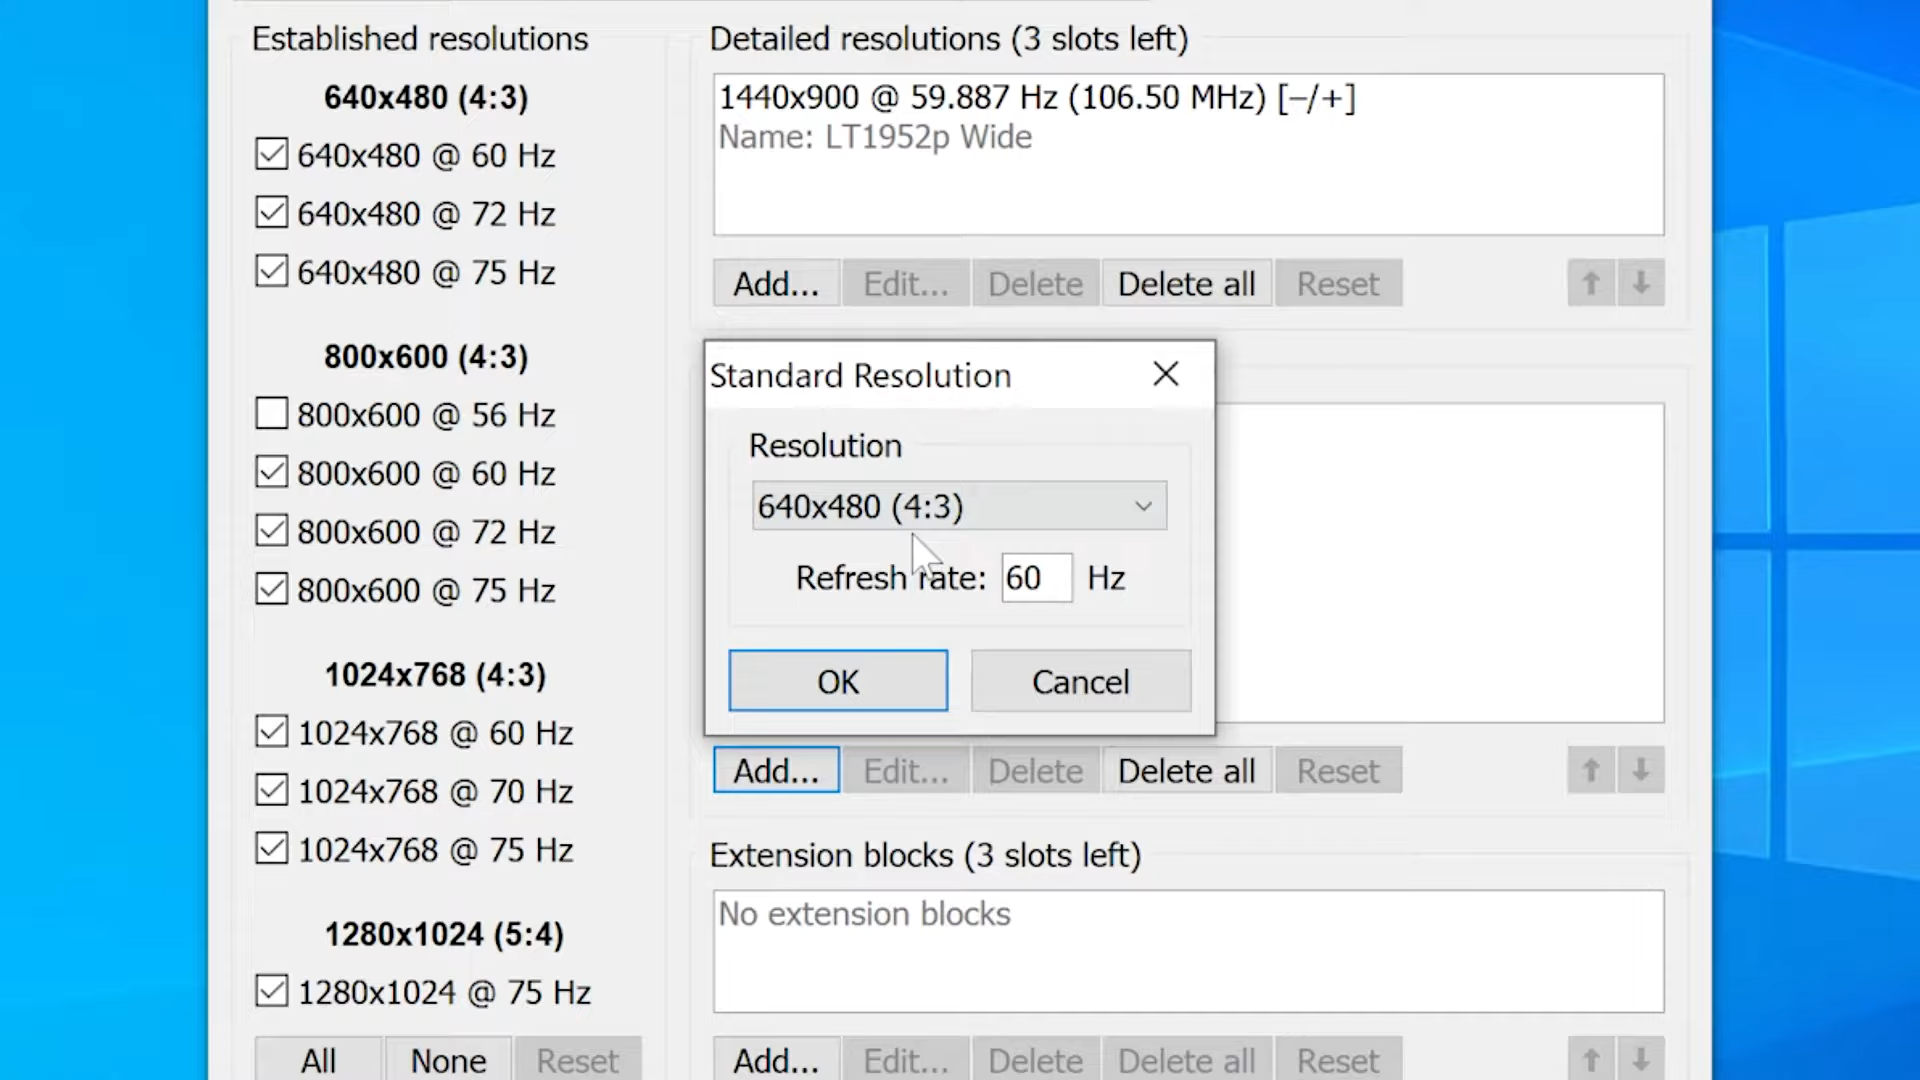 Established resolutions
640x480 (4:3)
640x480 @ 60 Hz
640x480 @ 72 Hz
640x480 @ 75 Hz
800x600 (4:3)
800x600 @ 56 Hz
800x600 @ 60 Hz
800x600 @ 72 Hz
800x600 @ 75 Hz
1024x768 (4:3)
1024x768 @ 60 Hz
1024x768 @ 70 Hz
1024x768 @ 75 Hz
1280x1024 (5:4)
1280x1024 @ 75 Hz
All None Reset
Detailed resolutions (3 slots left)
1440x900 @ 59.887 Hz (106.50 MHz) [–/+]
Name: LT1952p Wide
Add... Edit... Delete Delete all Reset
Standard Resolution
Resolution
640x480 (4:3)
Refresh rate: 60 Hz
OK Cancel
Add... Edit... Delete Delete all Reset
Extension blocks (3 slots left)
No extension blocks
Add... Edit... Delete Delete all Reset